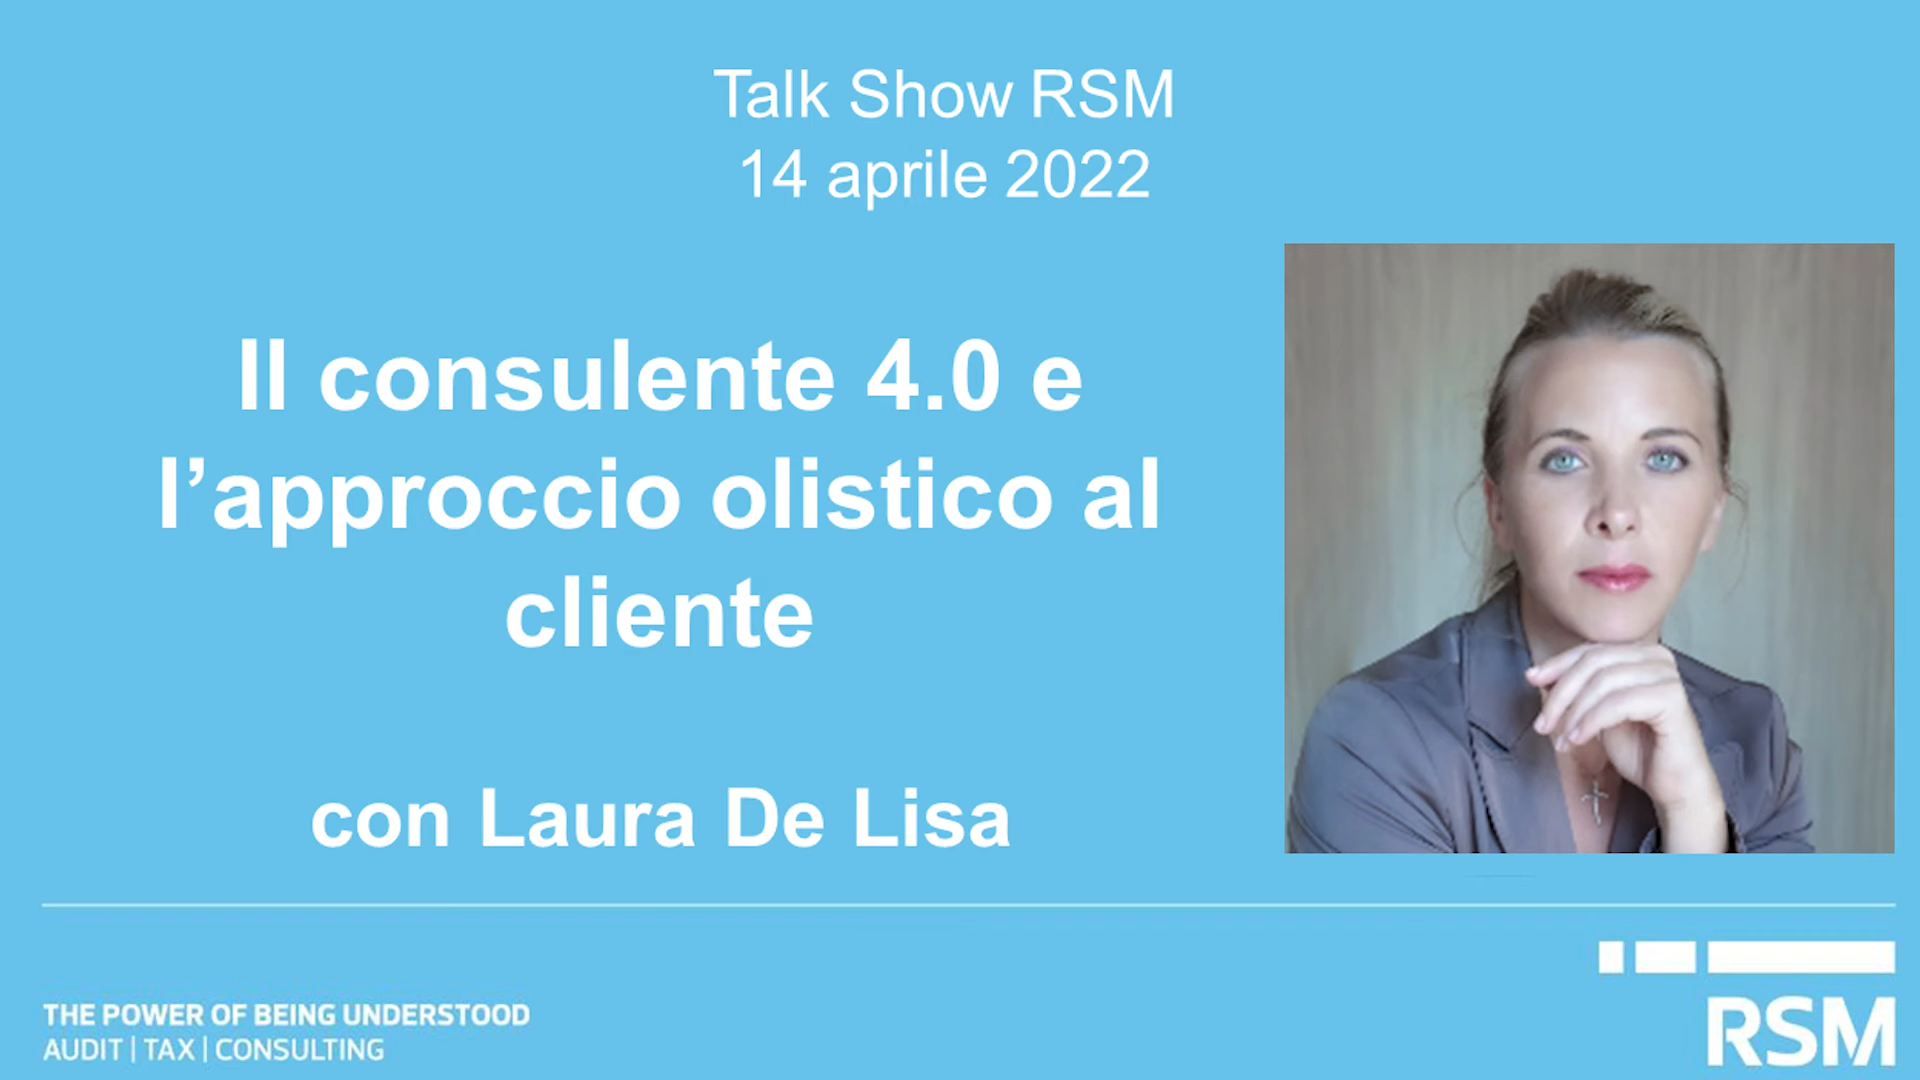 Talk Show RSM
14 aprile 2022
Il consulente 4.0 e
l’approccio olistico al
cliente
con Laura De Lisa
THE POWER OF BEING UNDERSTOOD
AUDIT | TAX | CONSULTING
RSM